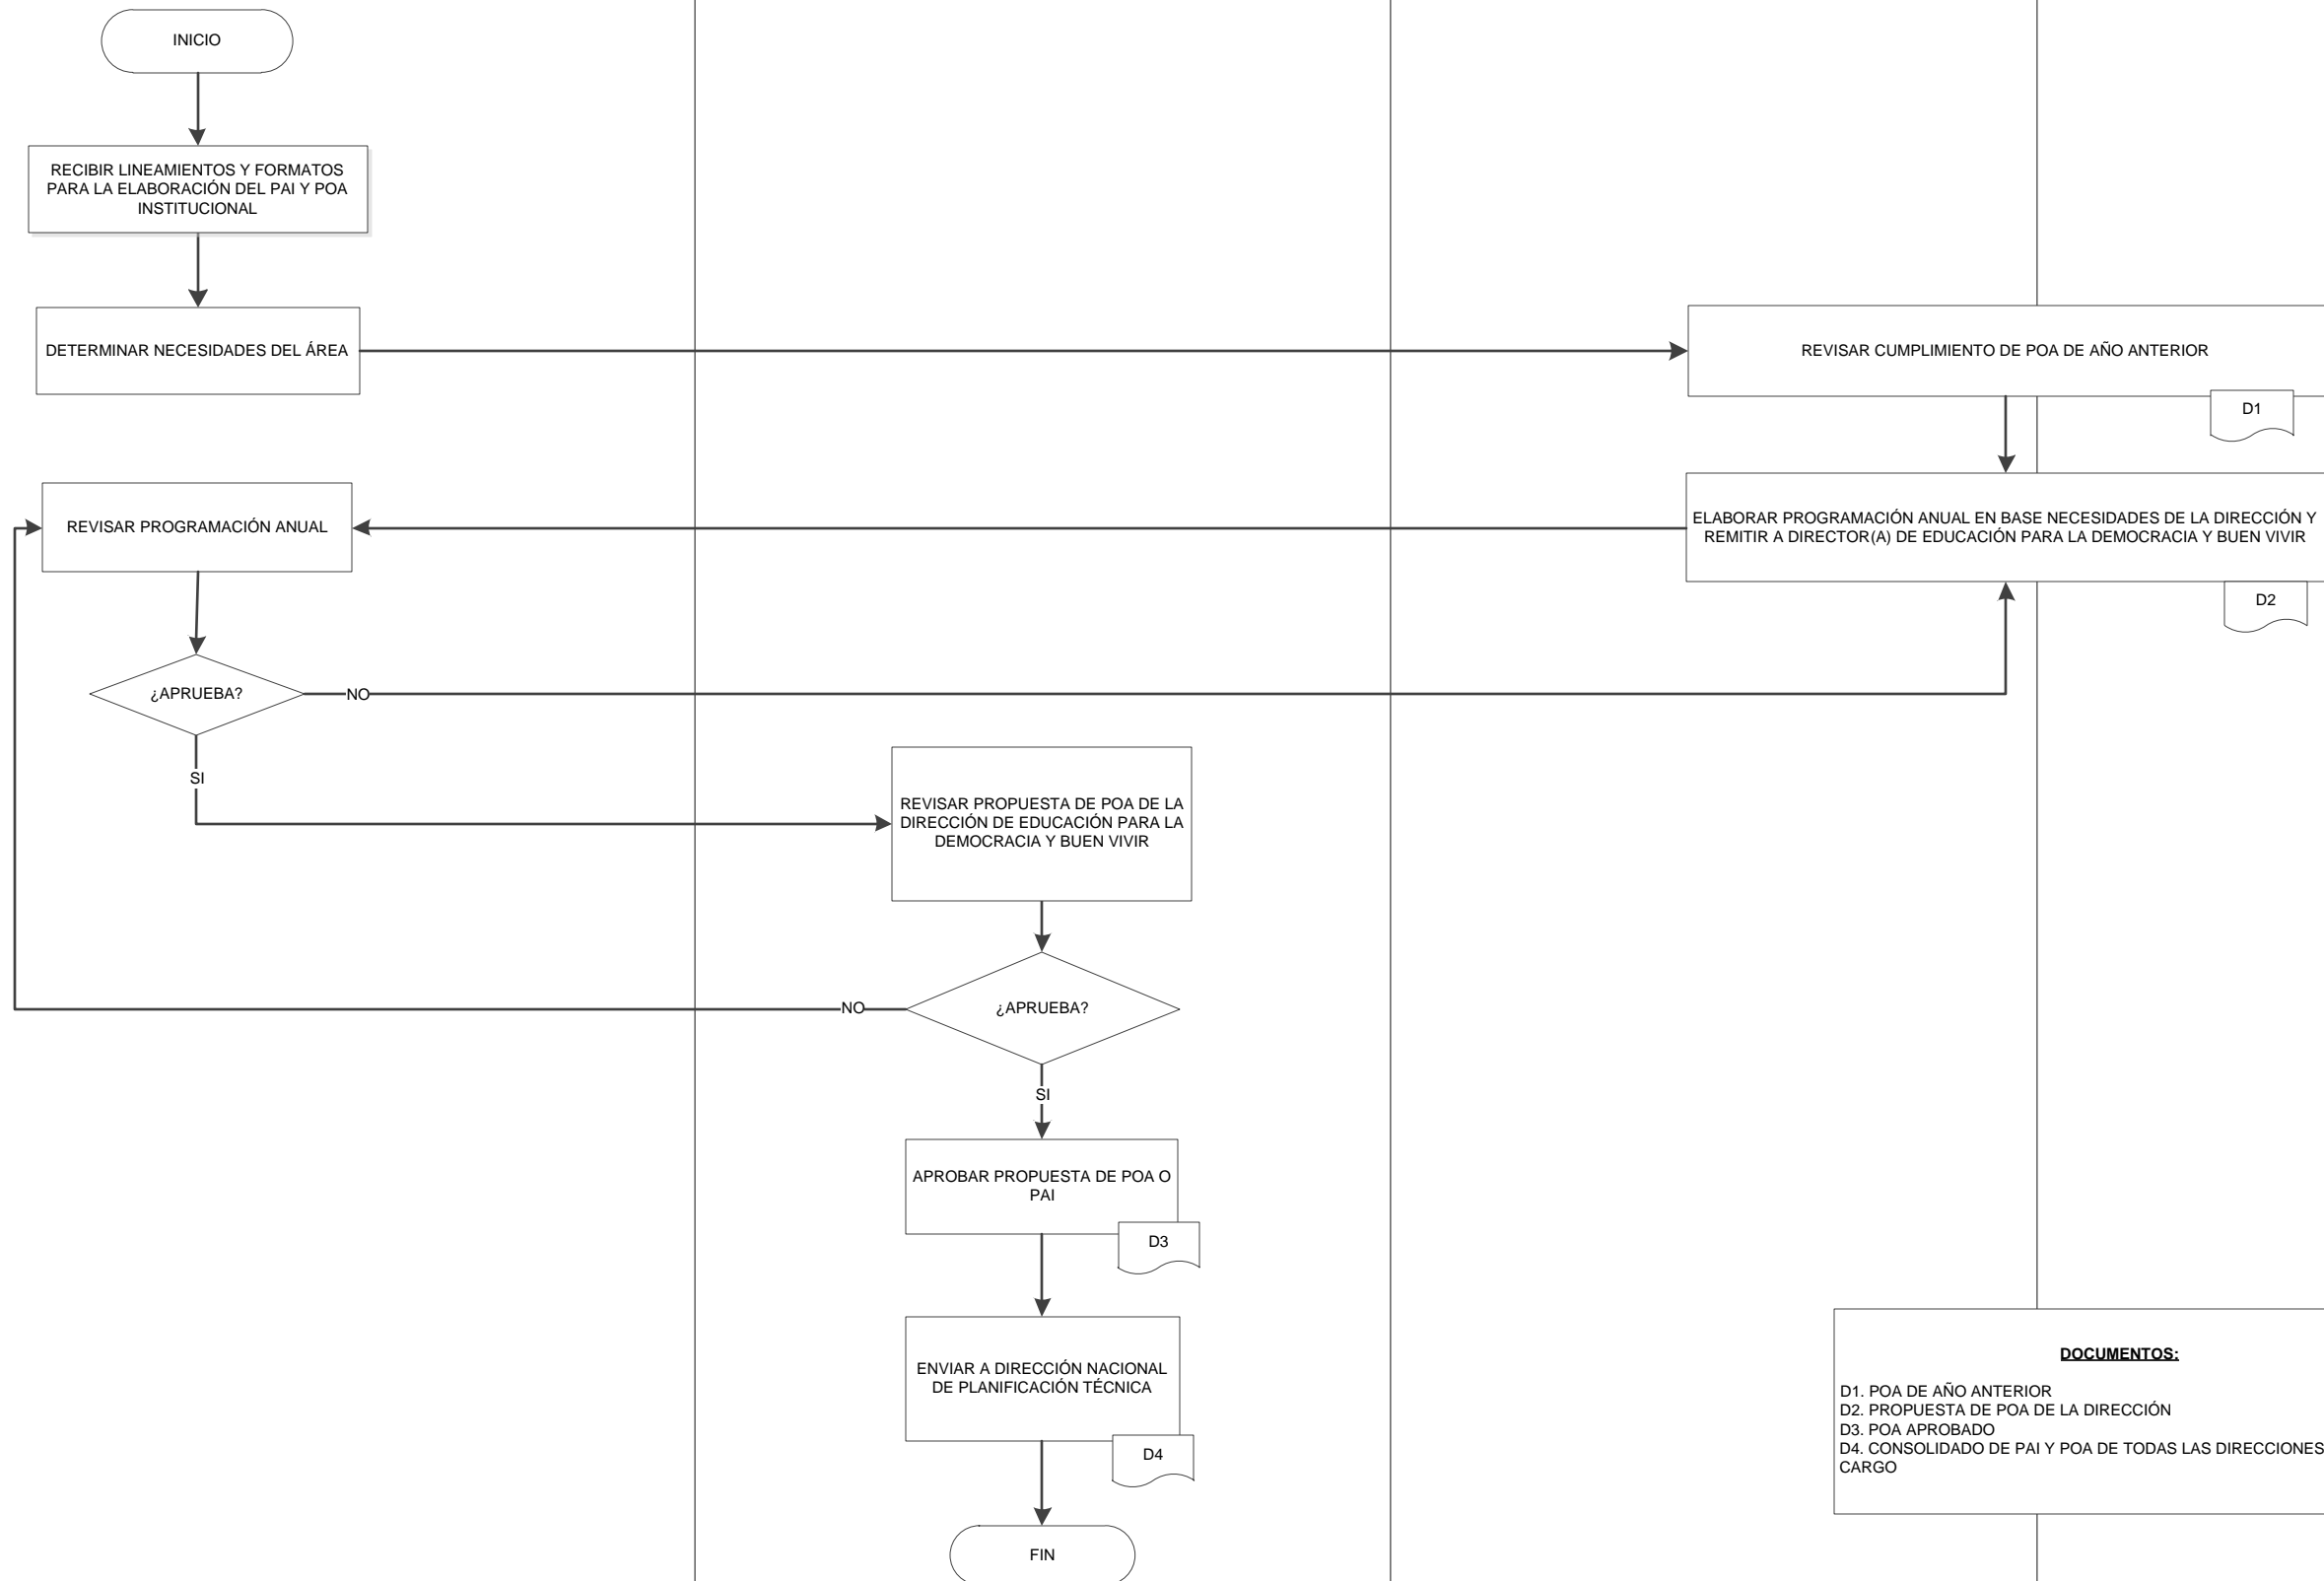 INICIO
RECIBIR LINEAMIENTOS Y FORMATOS
PARA LA ELABORACIÓN DEL PAI Y POA
INSTITUCIONAL
DETERMINAR NECESIDADES DEL ÁREA
REVISAR CUMPLIMIENTO DE POA DE AÑO ANTERIOR
D1
REVISAR PROGRAMACIÓN ANUAL
ELABORAR PROGRAMACIÓN ANUAL EN BASE NECESIDADES DE LA DIRECCIÓN Y
REMITIR A DIRECTOR(A) DE EDUCACIÓN PARA LA DEMOCRACIA Y BUEN VIVIR
D2
¿APRUEBA?
NO
SI
REVISAR PROPUESTA DE POA DE LA
DIRECCIÓN DE EDUCACIÓN PARA LA
DEMOCRACIA Y BUEN VIVIR
¿APRUEBA?
NO
SI
APROBAR PROPUESTA DE POA O
PAI
D3
ENVIAR A DIRECCIÓN NACIONAL
DE PLANIFICACIÓN TÉCNICA
D4
FIN
DOCUMENTOS:
D1. POA DE AÑO ANTERIOR
D2. PROPUESTA DE POA DE LA DIRECCIÓN
D3. POA APROBADO
D4. CONSOLIDADO DE PAI Y POA DE TODAS LAS DIRECCIONES
CARGO